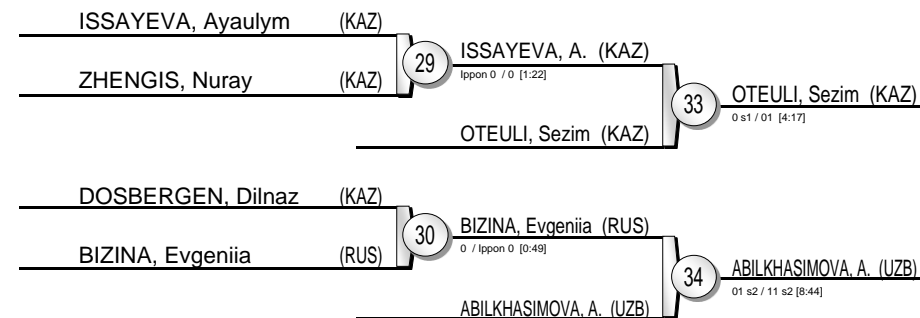 ISSAYEVA, Ayaulym (KAZ)
29
ISSAYEVA, A. (KAZ)
Ippon 0 / 0 [1:22]
ZHENGIS, Nuray (KAZ)
33
OTEULI, Sezim (KAZ)
0 s1 / 01 [4:17]
OTEULI, Sezim (KAZ)
DOSBERGEN, Dilnaz (KAZ)
30
BIZINA, Evgeniia (RUS)
0 / Ippon 0 [0:49]
BIZINA, Evgeniia (RUS)
34
ABILKHASIMOVA, A. (UZB)
01 s2 / 11 s2 [8:44]
ABILKHASIMOVA, A. (UZB)